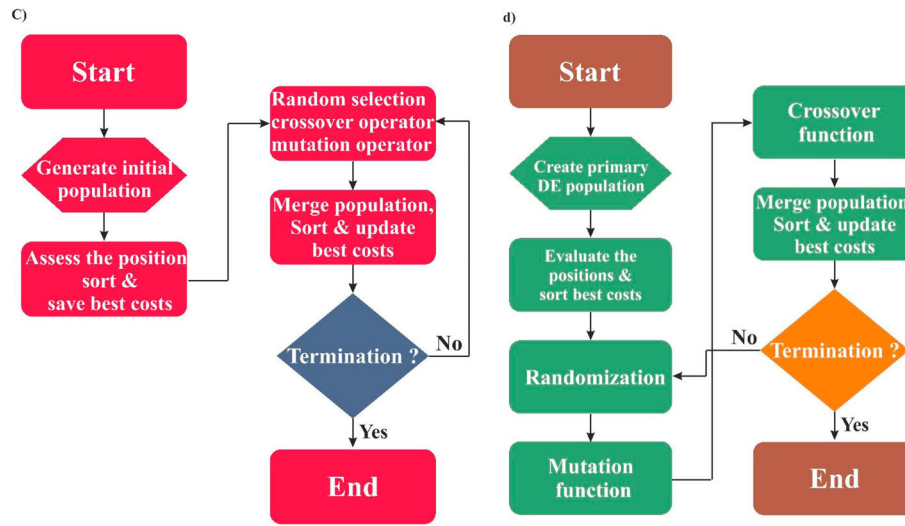 C)
Start
Generate initial
population
Assess the position
sort &
save best costs
Random selection
crossover operator
mutation operator
Merge population,
Sort & update
best costs
Termination ?
No
Yes
End
d)
Start
Create primary
DE population
Evaluate the
positions &
sort best costs
Randomization
Mutation
function
Crossover
function
Merge population,
Sort & update
best costs
Termination ?
No
Yes
End